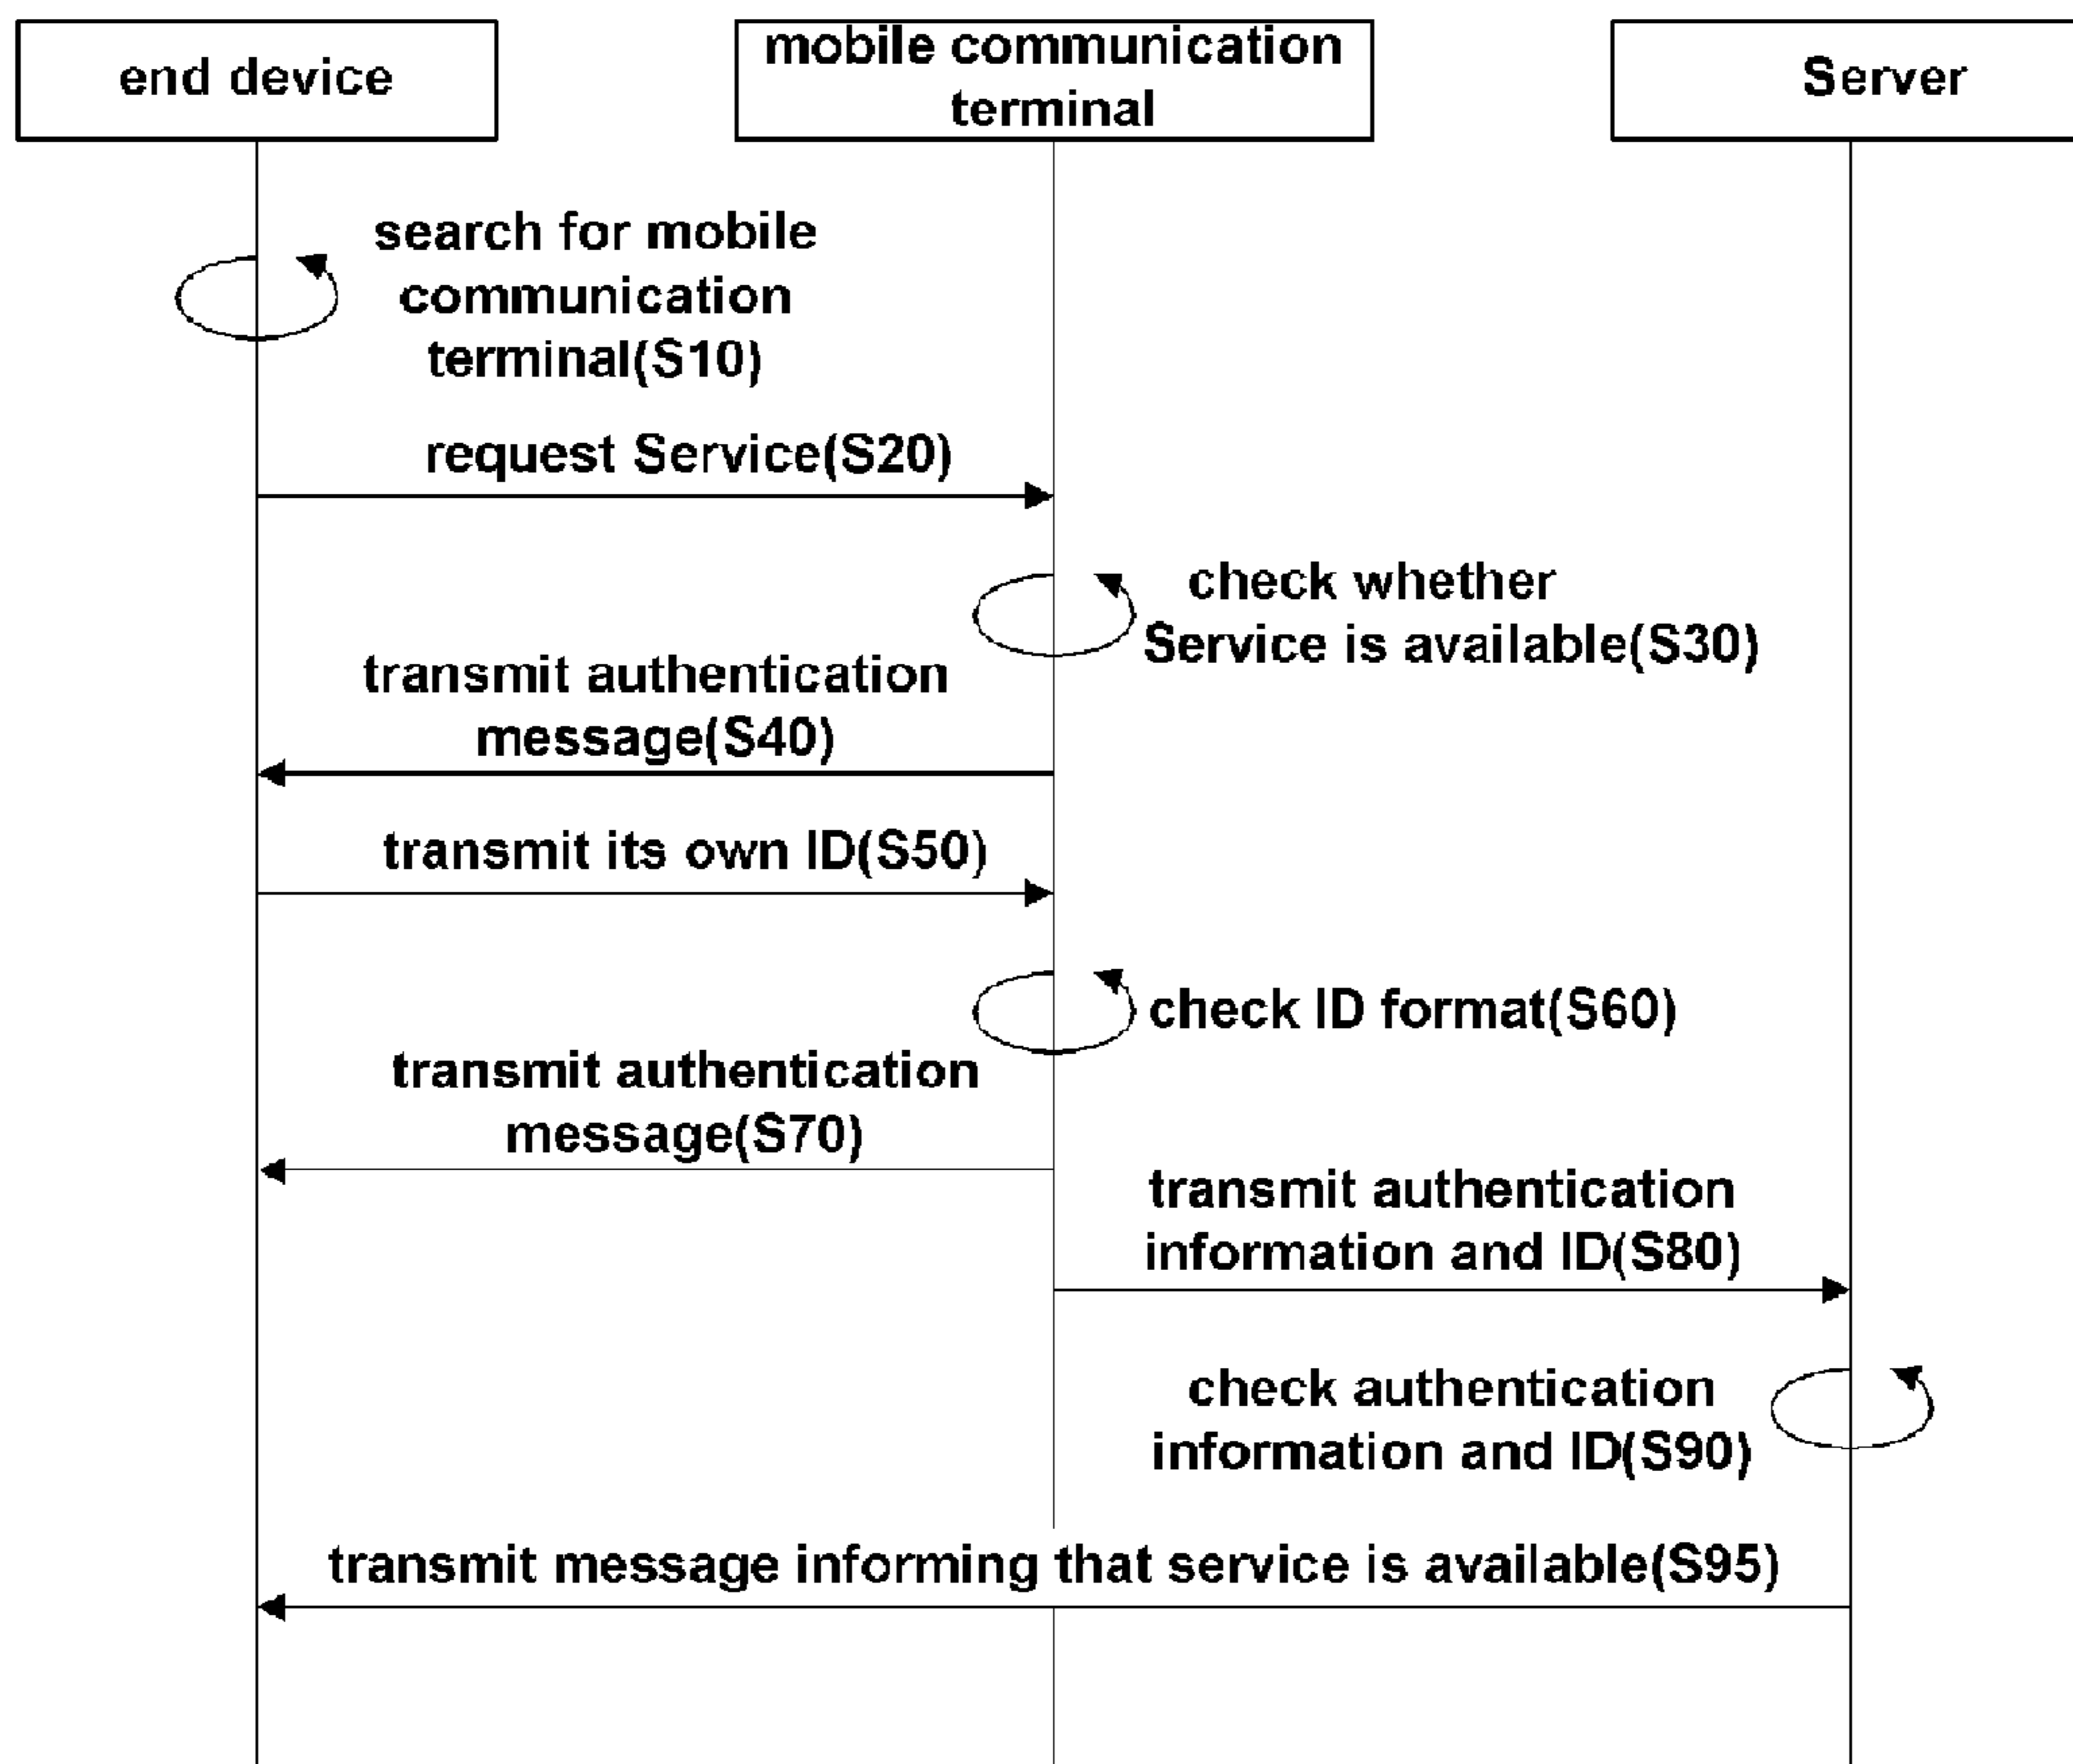 end device
mobile communication
terminal
Server
search for mobile
communication
terminal(S10)
request Service(S20)
check whether
Service is available(S30)
transmit authentication
message(S40)
transmit its own ID(S50)
check ID format(S60)
transmit authentication
message(S70)
transmit authentication
information and ID(S80)
check authentication
information and ID(S90)
transmit message informing that service is available(S95)